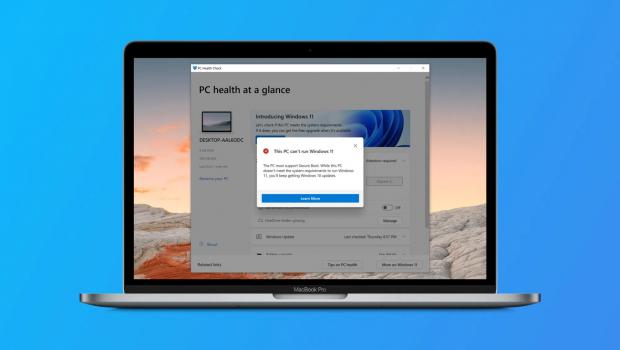 PC Health Check
PC health at a glance
Introducing Windows 11
Let's check if this PC meets the system requirements.
If it does, you can get the free upgrade when it's available.
DESKTOP-AAL6ODC
Rename your PC
This PC can't run Windows 11
The PC must support Secure Boot. While this PC
doesn't meet the system requirements to run Windows
11, you'll keep getting Windows 10 updates.
Learn More
Attention required
Off
OneDrive folder syncing
Manage
Windows Update
Last checked: Thursday 8:57 PM
About
Related links
Tips on PC health
More on Windows 11
MacBook Pro